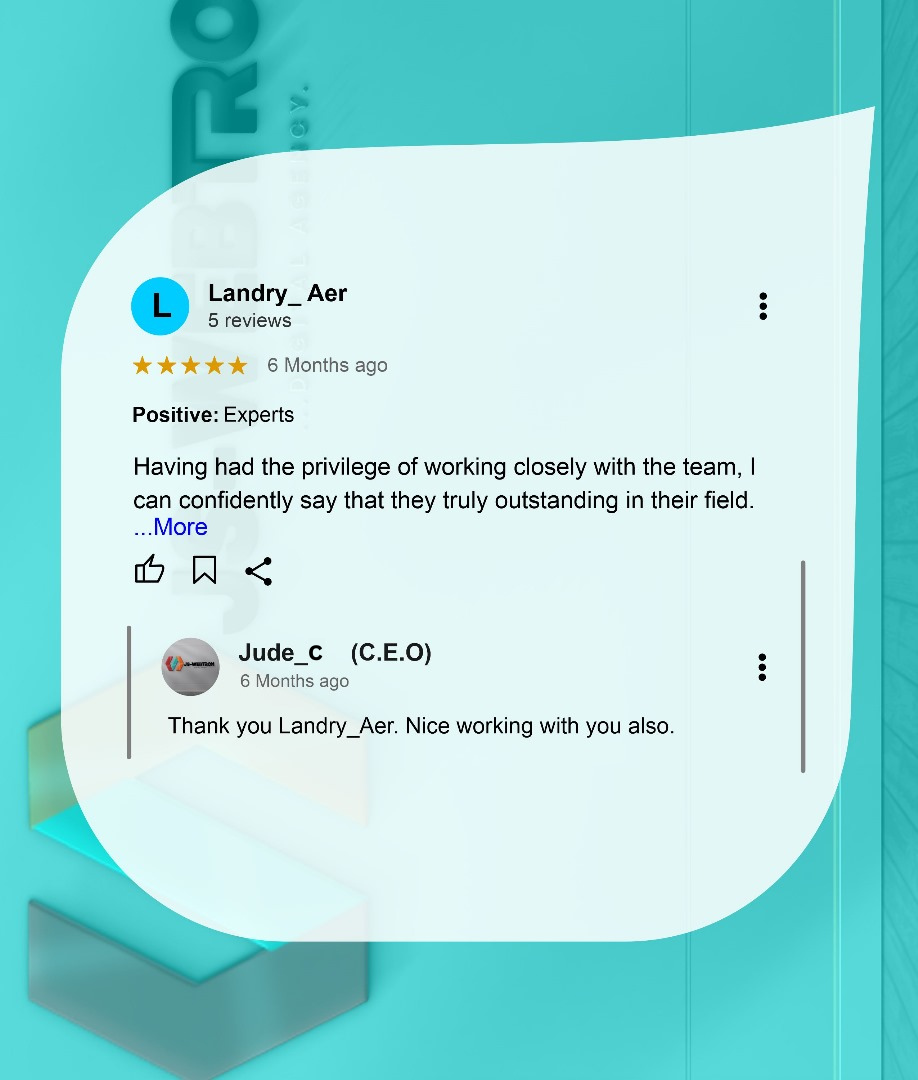 L
Landry_ Aer
5 reviews
6 Months ago
Positive: Experts
Having had the privilege of working closely with the team, I
can confidently say that they truly outstanding in their field.
...More
Jude_c (C.E.O)
6 Months ago
Thank you Landry_Aer. Nice working with you also.
JS-WEBTRO